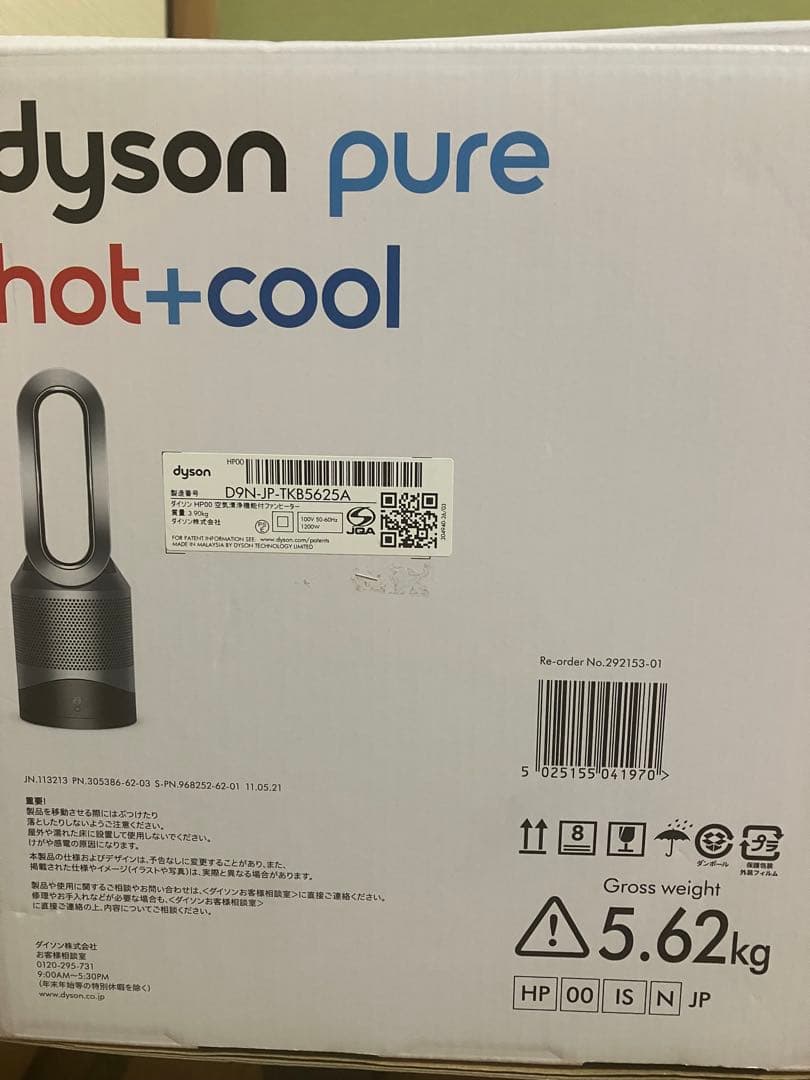 dyson pure
hot+cool
dyson
HP00
製造番号 D9N-JP-TKB5625A
ダイソン HP00 空気清浄機能付ファンヒーター
質量 3.90kg
ダイソン株式会社
100V 50-60Hz
1200W
JQA
FOR PATENT INFORMATION SEE: www.dyson.com/patents
MADE IN MALAYSIA BY DYSON TECHNOLOGY LIMITED
Re-order No.292153-01
5 025155 041970 >
JN.113213 PN.305386-62-03 S-PN.968252-62-01 11.05.21
重要!
製品を移動させる際にはぶつけたり
落としたりしないようご注意ください。
屋外や濡れた床に設置して使用しないでください。
けがや感電の原因になります。
本製品の仕様およびデザインは、予告なしに変更することがあり、また、
掲載された仕様やイメージ(イラストや写真)は、実際と異なる場合があります。
製品や使用に関するご相談やお問い合わせは、<ダイソンお客様相談室>に直接ご連絡ください。
修理やお手入れなどが必要な場合も、<ダイソンお客様相談室>
に直接ご連絡の上、内容についてご相談ください。
ダイソン株式会社
お客様相談室
0120-295-731
9:00AM〜5:30PM
(年末年始等の特別休暇を除く)
www.dyson.co.jp
8
プラ
ダンボール
保護包装
外装フィルム
Gross weight
5.62kg
HP 00 IS N JP